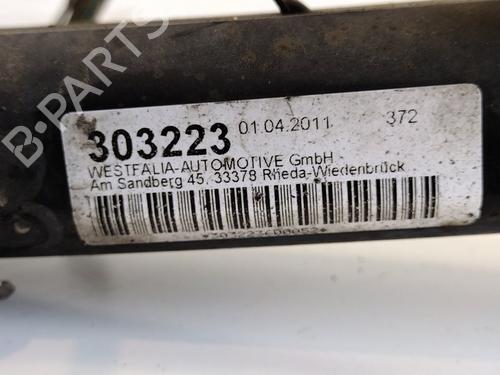 B-PARTS
303223 01.04.2011 372
WESTFALIA-AUTOMOTIVE GmbH
Am Sandberg 45, 33378 Rheda-Wiedenbrück